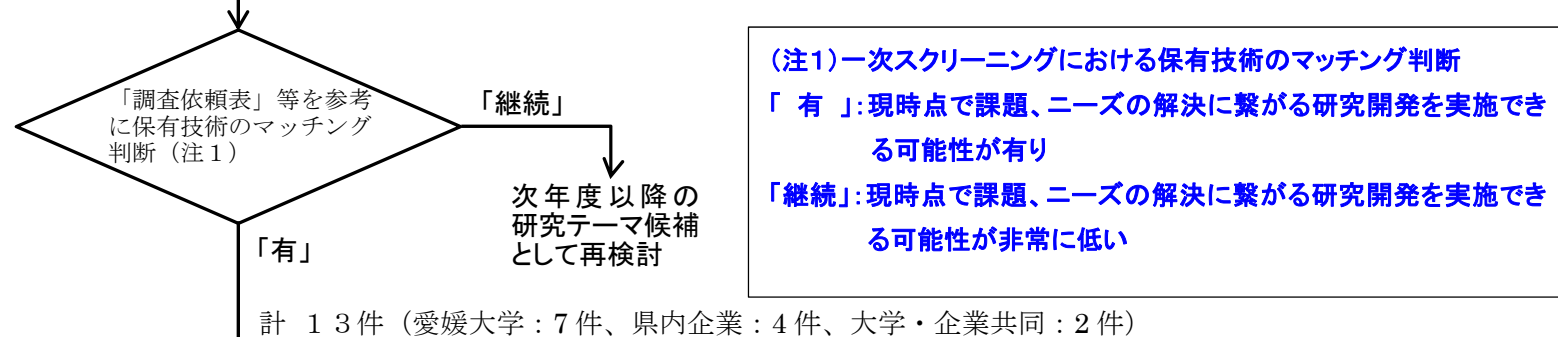 「調査依頼表」等を参考
に保有技術のマッチング
判断（注１）
「継続」
次年度以降の
研究テーマ候補
として再検討
「有」
（注１）一次スクリーニングにおける保有技術のマッチング判断
「 有 」：現時点で課題、ニーズの解決に繋がる研究開発を実施でき
る可能性が有り
「継続」：現時点で課題、ニーズの解決に繋がる研究開発を実施でき
る可能性が非常に低い
計 １３件（愛媛大学：7 件、県内企業：4 件、大学・企業共同：2 件）